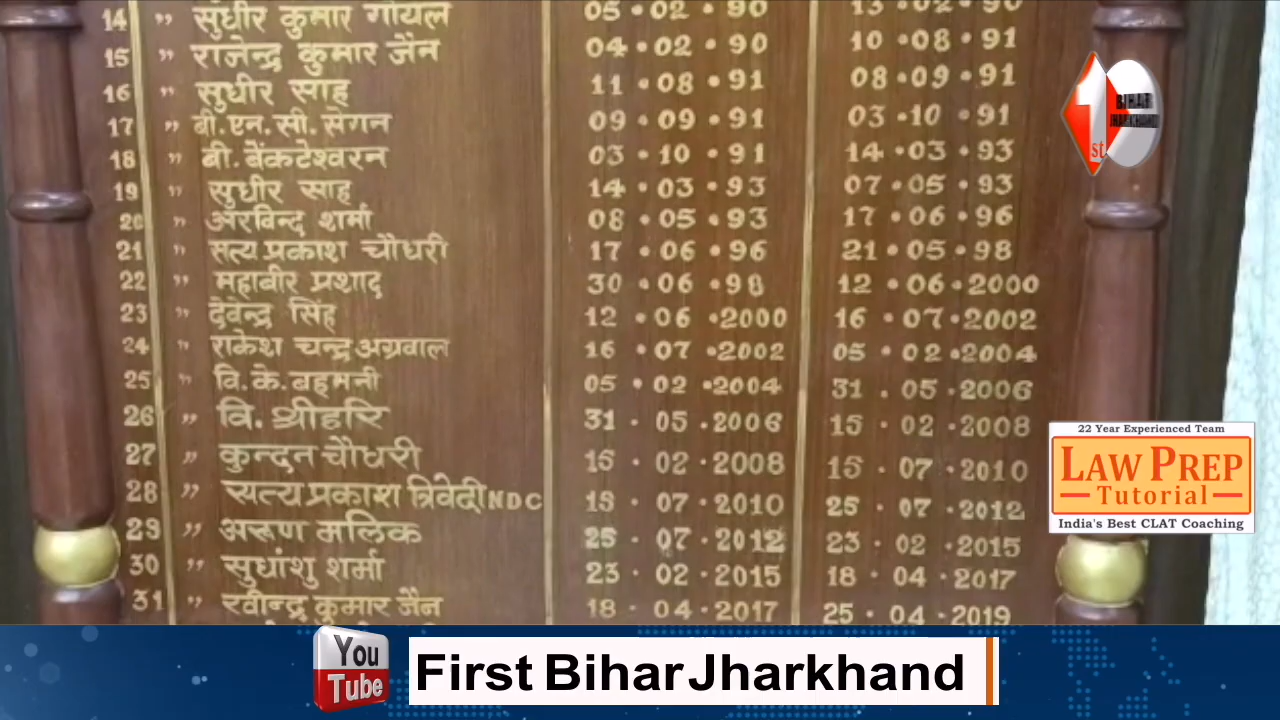 14 " सुधीर कुमार गोयल 05•02•90 13•02•90
15 " राजेन्द्र कुमार जैन 04•02•90 10•08•91
16 " सुधीर साह 11•08•91 08•09•91
17 " बी.एन.सी.सेगन 09•09•91 03•10•91
18 " बी.बेंकटेश्वरन 03•10•91 14•03•93
19 " सुधीर साह 14•03•93 07•05•93
20 " अरविन्द शर्मा 08•05•93 17•06•96
21 " सत्य प्रकाश चौधरी 17•06•96 21•05•98
22 " महाबीर प्रशाद 30•06•98 12•06•2000
23 " देवेन्द्र सिंह 12•06•2000 16•07•2002
24 " राकेश चन्द्र अग्रवाल 16•07•2002 05•02•2004
25 " वि.के.बहमनी 05•02•2004 31.05•2006
26 " वि. श्रीहरि 31•05•2006 15•02•2008
27 " कुन्दन चौधरी 15•02•2008 15•07•2010
28 " सत्य प्रकाश त्रिवेदी NDC 15•07•2010 25•07•2012
29 " अरूण मलिक 25•07•2012 23•02•2015
30 " सुधांशु शर्मा 23•02•2015 18•04•2017
31 " रवीन्द्र कुमार जैन 18•04•2017 25•04•2019
1st BIHAR
JHARKHAND
22 Year Experienced Team
LAW PREP
Tutorial
India's Best CLAT Coaching
You
Tube
First Bihar Jharkhand